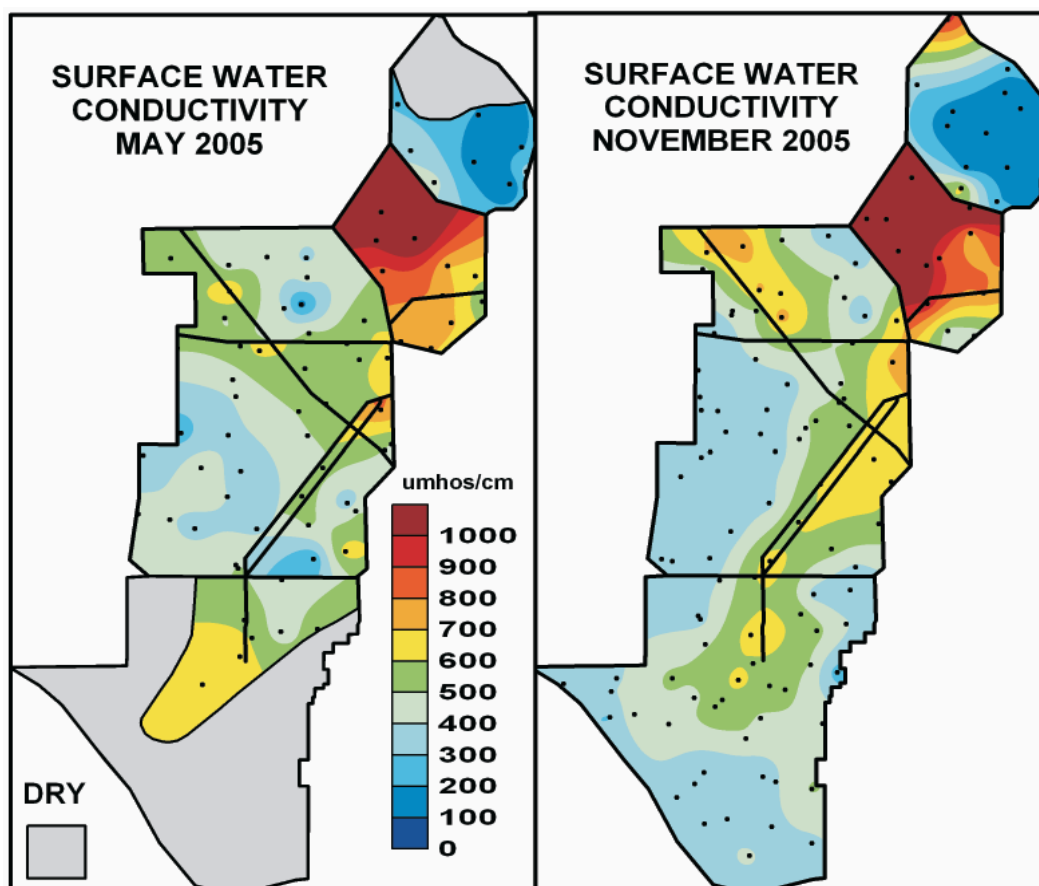 SURFACE WATER
CONDUCTIVITY
MAY 2005
SURFACE WATER
CONDUCTIVITY
NOVEMBER 2005
umhos/cm
1000
900
800
700
600
500
400
300
200
100
0
DRY